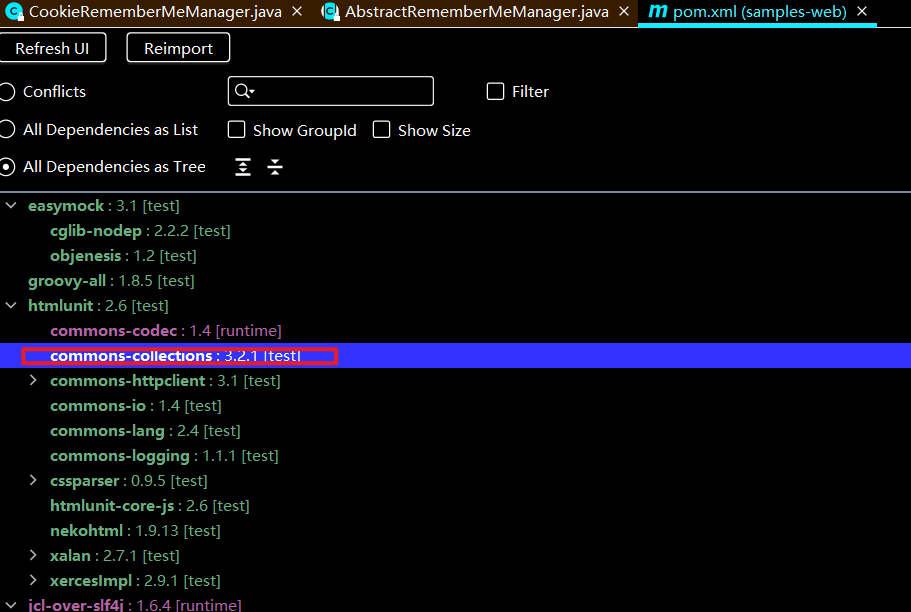 CookieRememberMeManager.java × AbstractRememberMeManager.java × m pom.xml (samples-web) ×
Refresh UI Reimport
Conflicts Filter
All Dependencies as List Show GroupId Show Size
All Dependencies as Tree
easymock : 3.1 [test]
cglib-nodep : 2.2.2 [test]
objenesis : 1.2 [test]
groovy-all : 1.8.5 [test]
htmlunit : 2.6 [test]
commons-codec : 1.4 [runtime]
commons-collections : 3.2.1 [test]
commons-httpclient : 3.1 [test]
commons-io : 1.4 [test]
commons-lang : 2.4 [test]
commons-logging : 1.1.1 [test]
cssparser : 0.9.5 [test]
htmlunit-core-js : 2.6 [test]
nekohtml : 1.9.13 [test]
xalan : 2.7.1 [test]
xercesImpl : 2.9.1 [test]
jcl-over-slf4j : 1.6.4 [runtime]